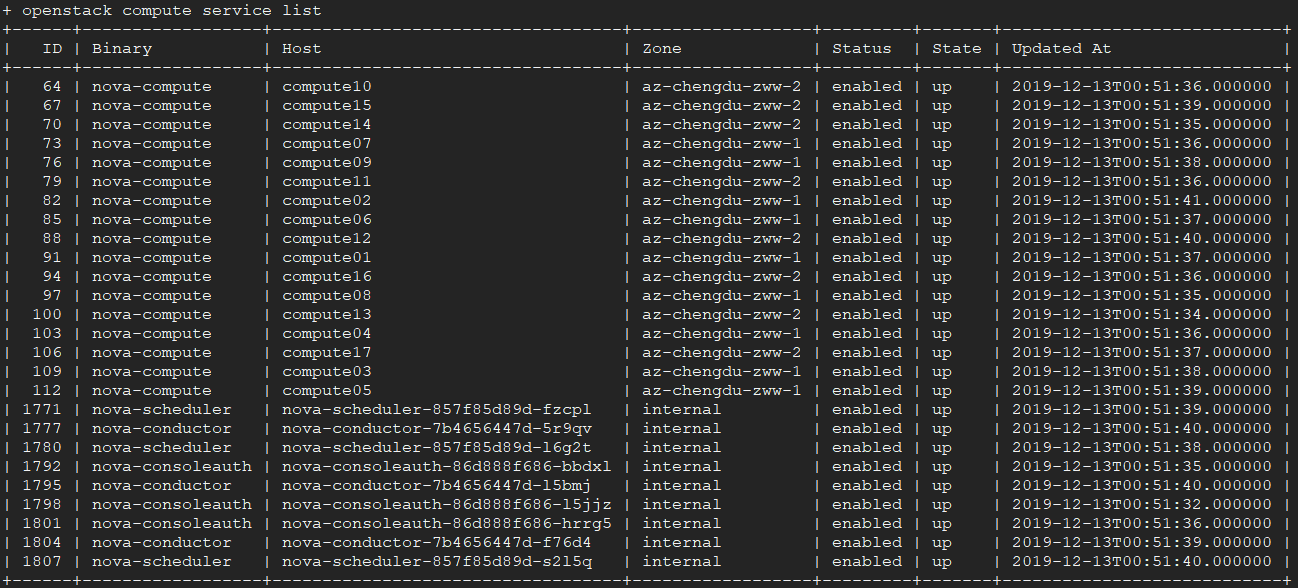 + openstack compute service list
+------+------------------+-----------------------------------+------------------+---------+-------+----------------------------+
|   ID | Binary           | Host                              | Zone             | Status  | State | Updated At                 |
+------+------------------+-----------------------------------+------------------+---------+-------+----------------------------+
|   64 | nova-compute     | compute10                         | az-chengdu-zww-2 | enabled | up    | 2019-12-13T00:51:36.000000 |
|   67 | nova-compute     | compute15                         | az-chengdu-zww-2 | enabled | up    | 2019-12-13T00:51:39.000000 |
|   70 | nova-compute     | compute14                         | az-chengdu-zww-2 | enabled | up    | 2019-12-13T00:51:35.000000 |
|   73 | nova-compute     | compute07                         | az-chengdu-zww-1 | enabled | up    | 2019-12-13T00:51:36.000000 |
|   76 | nova-compute     | compute09                         | az-chengdu-zww-1 | enabled | up    | 2019-12-13T00:51:38.000000 |
|   79 | nova-compute     | compute11                         | az-chengdu-zww-2 | enabled | up    | 2019-12-13T00:51:36.000000 |
|   82 | nova-compute     | compute02                         | az-chengdu-zww-1 | enabled | up    | 2019-12-13T00:51:41.000000 |
|   85 | nova-compute     | compute06                         | az-chengdu-zww-1 | enabled | up    | 2019-12-13T00:51:37.000000 |
|   88 | nova-compute     | compute12                         | az-chengdu-zww-2 | enabled | up    | 2019-12-13T00:51:40.000000 |
|   91 | nova-compute     | compute01                         | az-chengdu-zww-1 | enabled | up    | 2019-12-13T00:51:37.000000 |
|   94 | nova-compute     | compute16                         | az-chengdu-zww-2 | enabled | up    | 2019-12-13T00:51:36.000000 |
|   97 | nova-compute     | compute08                         | az-chengdu-zww-1 | enabled | up    | 2019-12-13T00:51:35.000000 |
|  100 | nova-compute     | compute13                         | az-chengdu-zww-2 | enabled | up    | 2019-12-13T00:51:34.000000 |
|  103 | nova-compute     | compute04                         | az-chengdu-zww-1 | enabled | up    | 2019-12-13T00:51:36.000000 |
|  106 | nova-compute     | compute17                         | az-chengdu-zww-2 | enabled | up    | 2019-12-13T00:51:37.000000 |
|  109 | nova-compute     | compute03                         | az-chengdu-zww-1 | enabled | up    | 2019-12-13T00:51:38.000000 |
|  112 | nova-compute     | compute05                         | az-chengdu-zww-1 | enabled | up    | 2019-12-13T00:51:39.000000 |
| 1771 | nova-scheduler   | nova-scheduler-857f85d89d-fzcpl   | internal         | enabled | up    | 2019-12-13T00:51:39.000000 |
| 1777 | nova-conductor   | nova-conductor-7b4656447d-5r9qv   | internal         | enabled | up    | 2019-12-13T00:51:40.000000 |
| 1780 | nova-scheduler   | nova-scheduler-857f85d89d-l6g2t   | internal         | enabled | up    | 2019-12-13T00:51:38.000000 |
| 1792 | nova-consoleauth | nova-consoleauth-86d888f686-bbdxl | internal         | enabled | up    | 2019-12-13T00:51:35.000000 |
| 1795 | nova-conductor   | nova-conductor-7b4656447d-l5bmj   | internal         | enabled | up    | 2019-12-13T00:51:40.000000 |
| 1798 | nova-consoleauth | nova-consoleauth-86d888f686-l5jjz | internal         | enabled | up    | 2019-12-13T00:51:32.000000 |
| 1801 | nova-consoleauth | nova-consoleauth-86d888f686-hrrg5 | internal         | enabled | up    | 2019-12-13T00:51:36.000000 |
| 1804 | nova-conductor   | nova-conductor-7b4656447d-f76d4   | internal         | enabled | up    | 2019-12-13T00:51:39.000000 |
| 1807 | nova-scheduler   | nova-scheduler-857f85d89d-s2l5q   | internal         | enabled | up    | 2019-12-13T00:51:40.000000 |
+------+------------------+-----------------------------------+------------------+---------+-------+----------------------------+